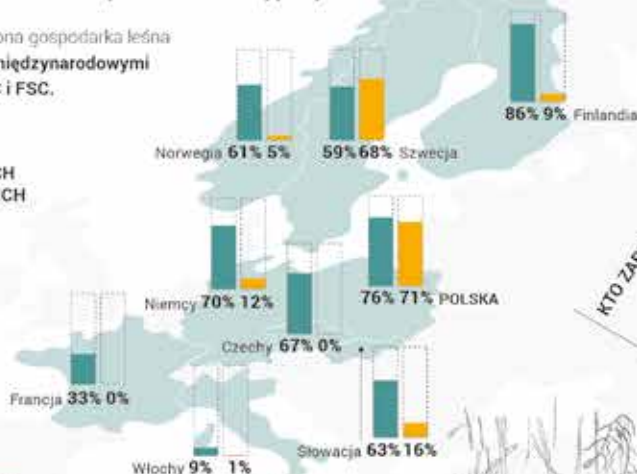 ona gospodarka leśna
międzynarodowymi
i FSC.
CH
CH
86% 9% Finlandia
Norwegia 61% 5%
59% 68% Szwecja
Niemcy 70% 12%
76% 71% POLSKA
Czechy 67% 0%
Francja 33% 0%
Słowacja 63% 16%
Włochy 9% 1%
KTO